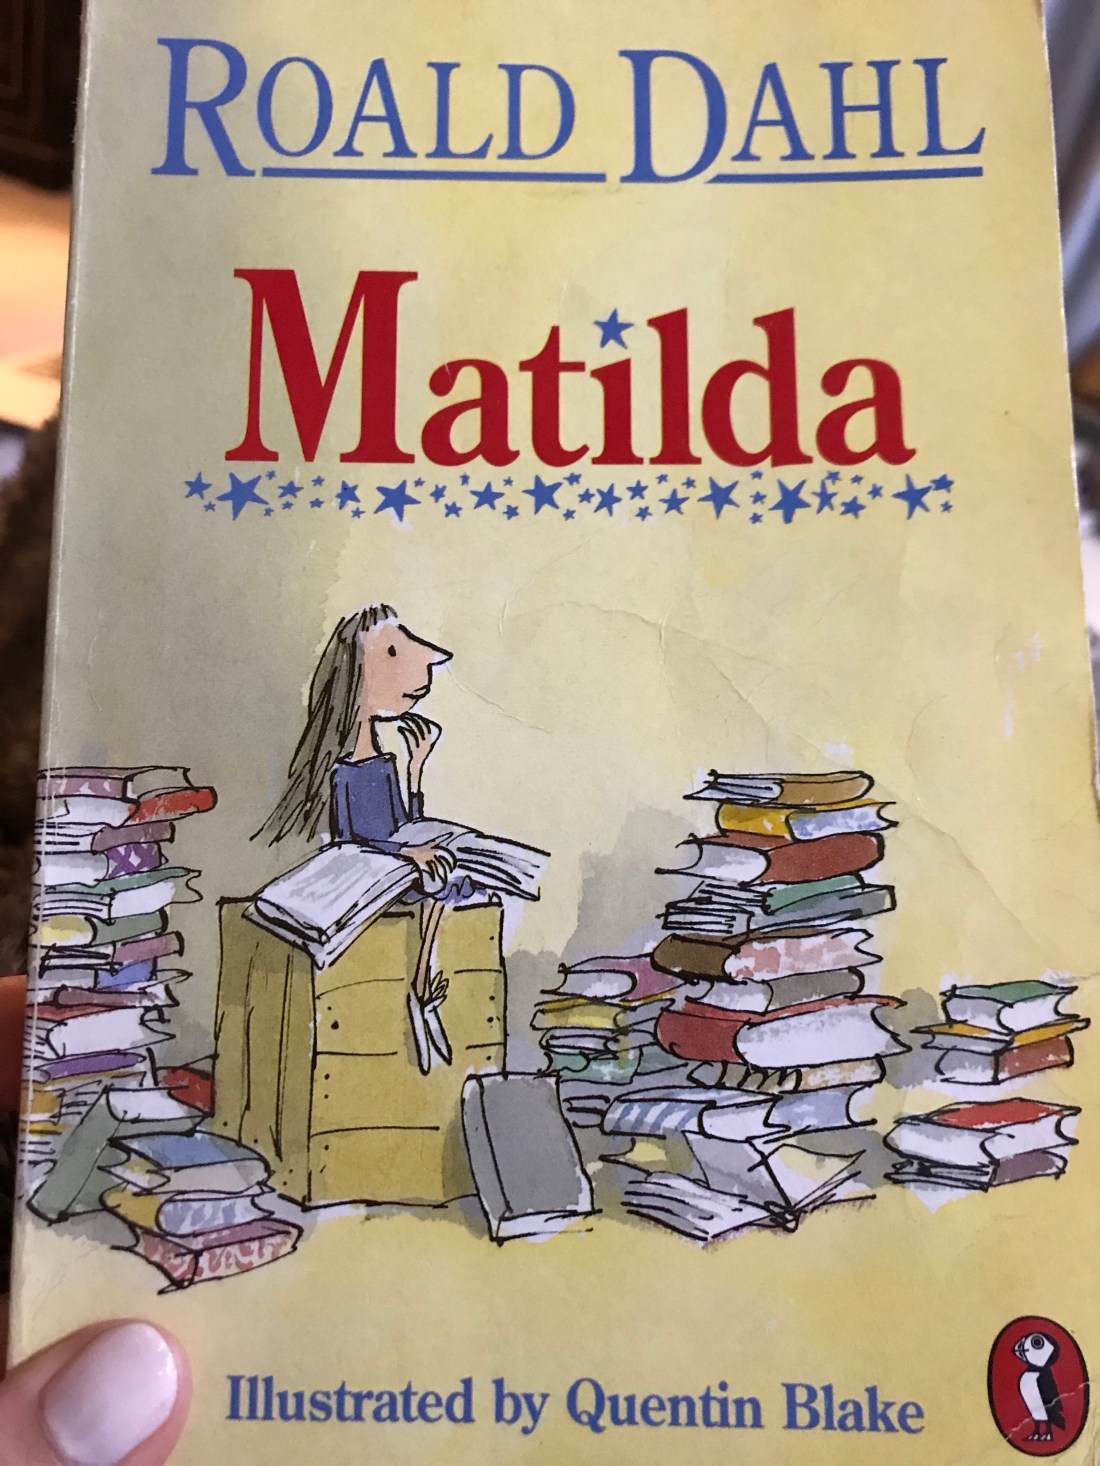 ROALD DAHL
Matilda
Illustrated by Quentin Blake